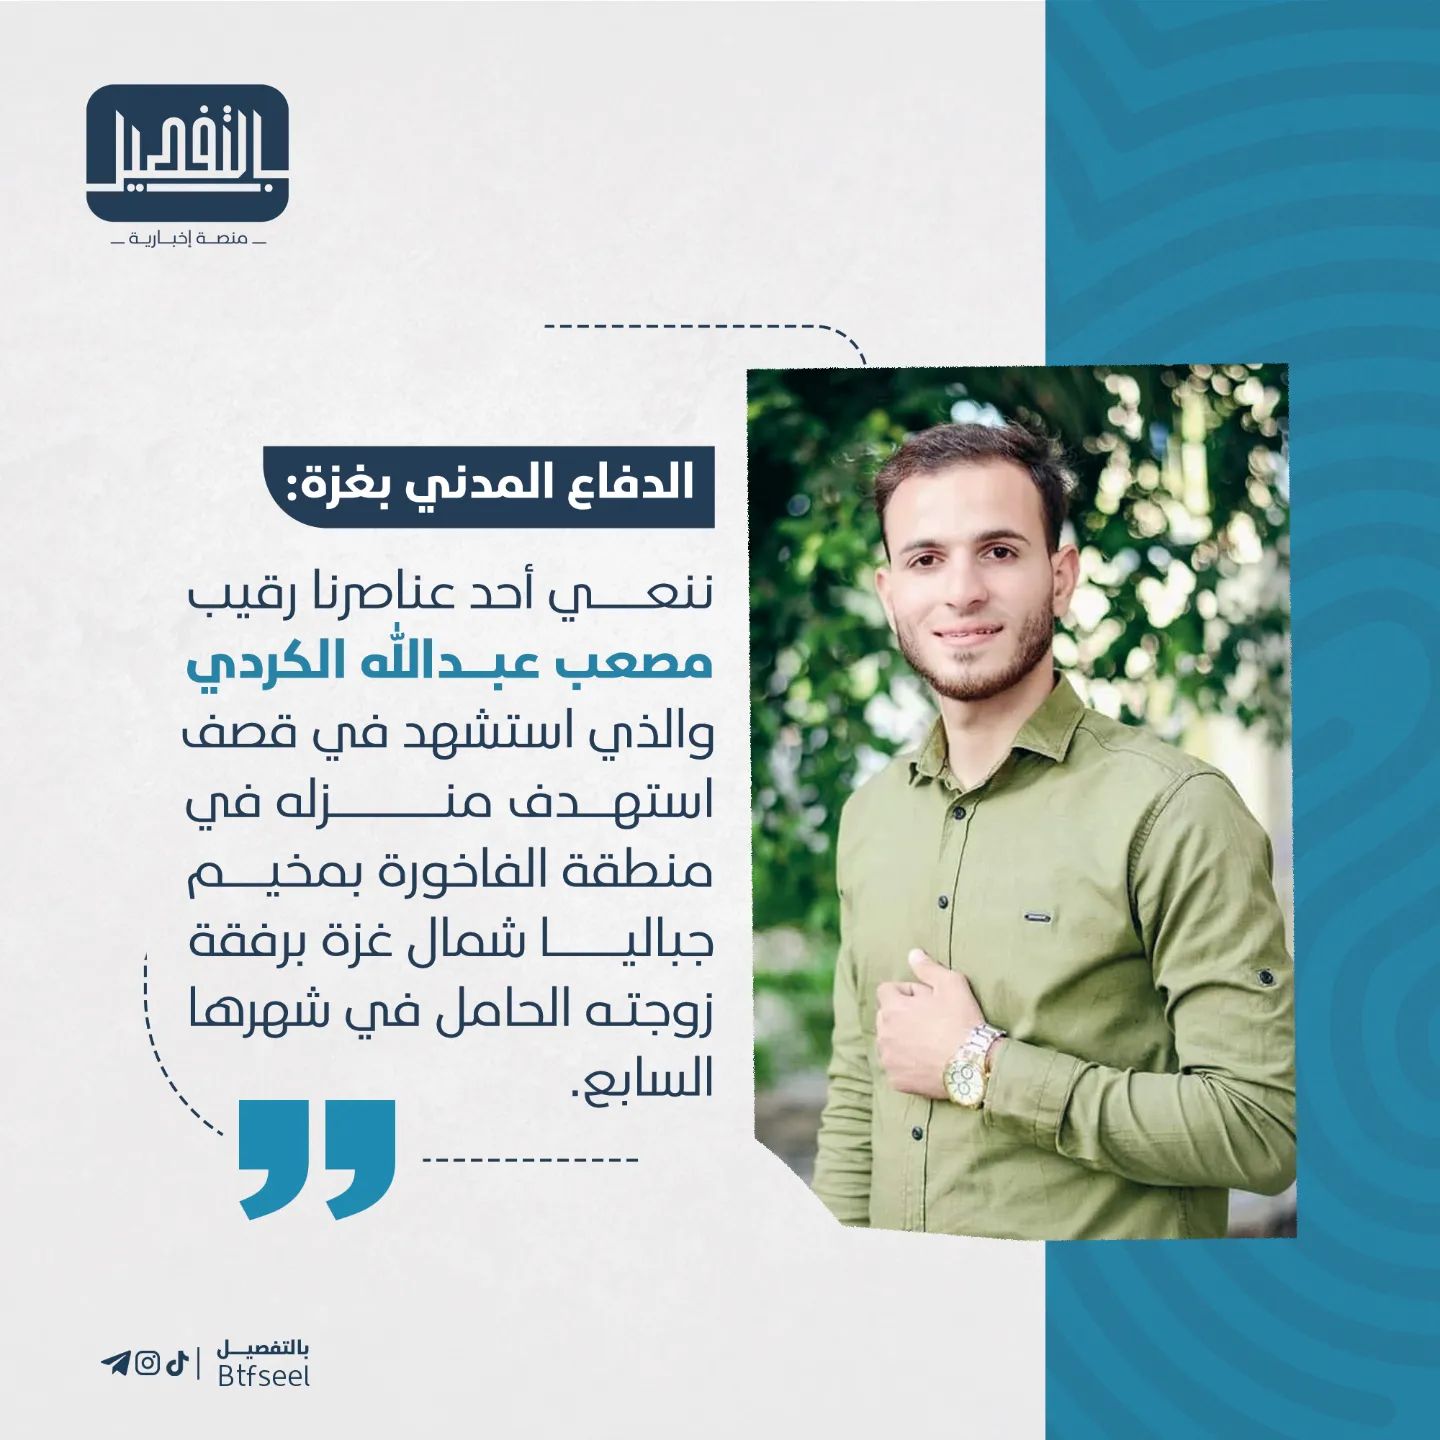 بالتفصيل
منصة إخبارية
الدفاع المدني بغزة:
ننعي أحد عناصرنا رقيب
مصعب عبدالله الكردي
والذي استشهد في قصف
استهدف منزله في
منطقة الفاخورة بمخيم
جباليا شمال غزة برفقة
زوجته الحامل في شهرها
السابع.
بالتفصيل
Btfseel